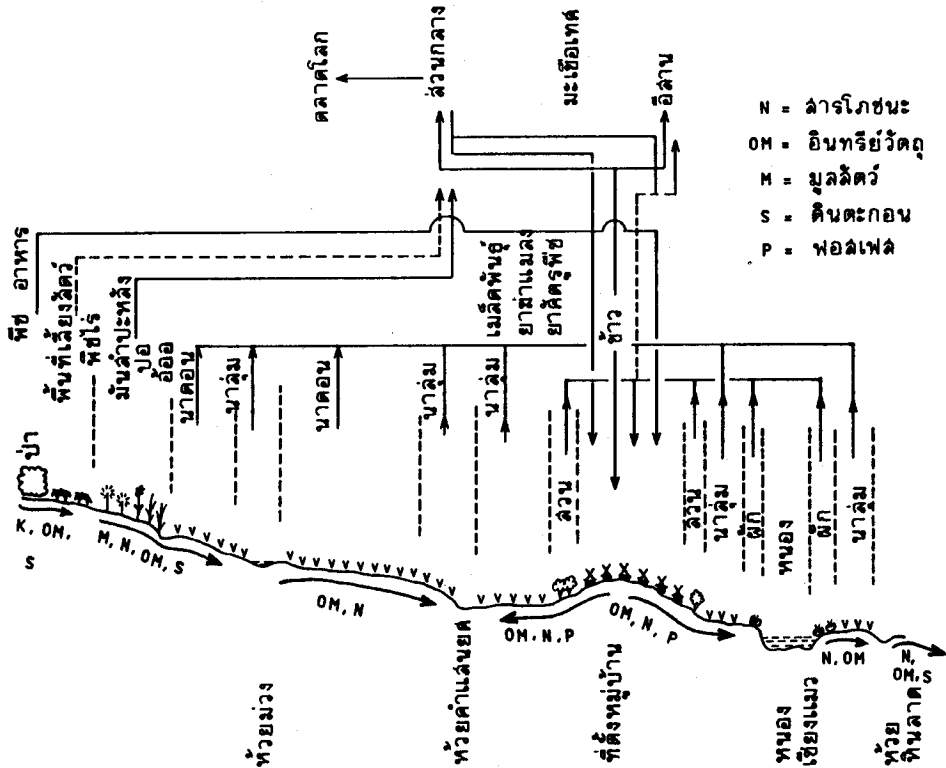 ตลาดโลก
ส่วนกลาง
มะเขือเทศ
อีสาน
N = สารโภชนะ
OM = อินทรีย์วัตถุ
M = มูลสัตว์
S = ดินตะกอน
P = ฟอสเฟส
พืช อาหาร
พื้นที่เลี้ยงสัตว์
พืชไร่
มันสำปะหลัง
ปอ
อ้อย
นาดอน
นาลุ่ม
นาดอน
นาลุ่ม
นาลุ่ม
เมล็ดพันธุ์
ยาฆ่าแมลง
ยาศัตรูพืช
ข้าว
ป่า
สวน
สวน
นาลุ่ม
ผัก
หนอง
ผัก
นาลุ่ม
K, OM,
S
M, N, OM, S
OM, N
OM, N, P
OM, N, P
N, OM
N,
OM, S
ห้วยม่วง
ห้วยคำแสนยด
ที่ตั้งหมู่บ้าน
หนอง
เขียงแมว
ห้วย
หินลาด